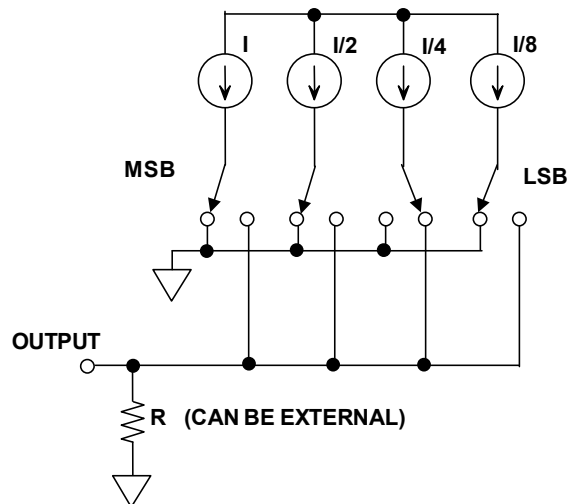 I I/2 I/4 I/8
MSB LSB
OUTPUT
R (CAN BE EXTERNAL)